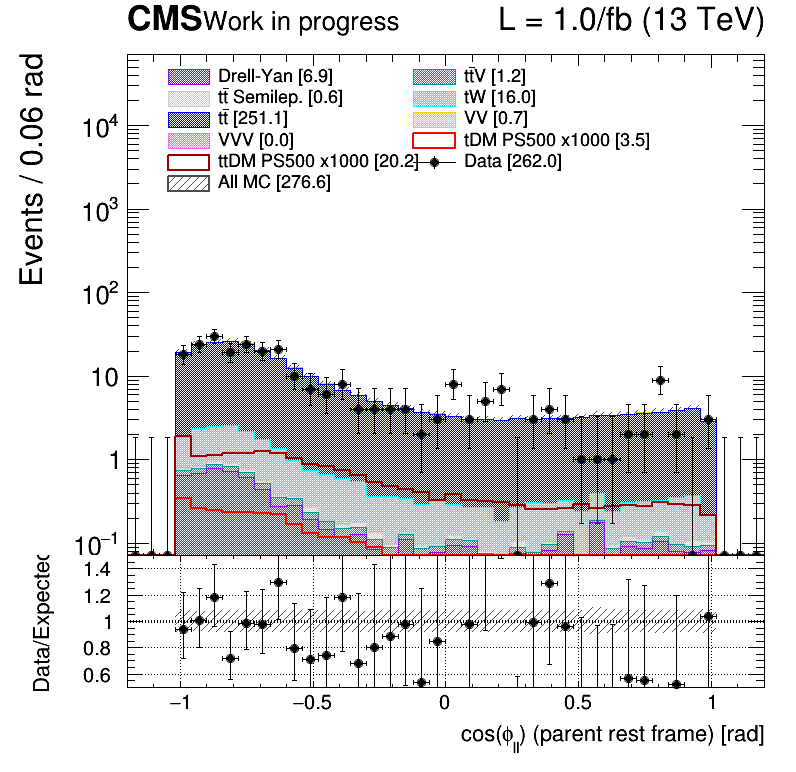 CMS Work in progress L = 1.0/fb (13 TeV)
Drell-Yan [6.9] tt̄V [1.2]
tt̄ Semilep. [0.6] tW [16.0]
tt̄ [251.1] VV [0.7]
VVV [0.0] tDM PS500 x1000 [3.5]
ttDM PS500 x1000 [20.2] Data [262.0]
All MC [276.6]
Events / 0.06 rad
10⁴
10³
10²
10
1
10⁻¹
Data/Expected
1.4
1.2
1
0.8
0.6
−1 −0.5 0 0.5 1
cos(ϕ_ll) (parent rest frame) [rad]